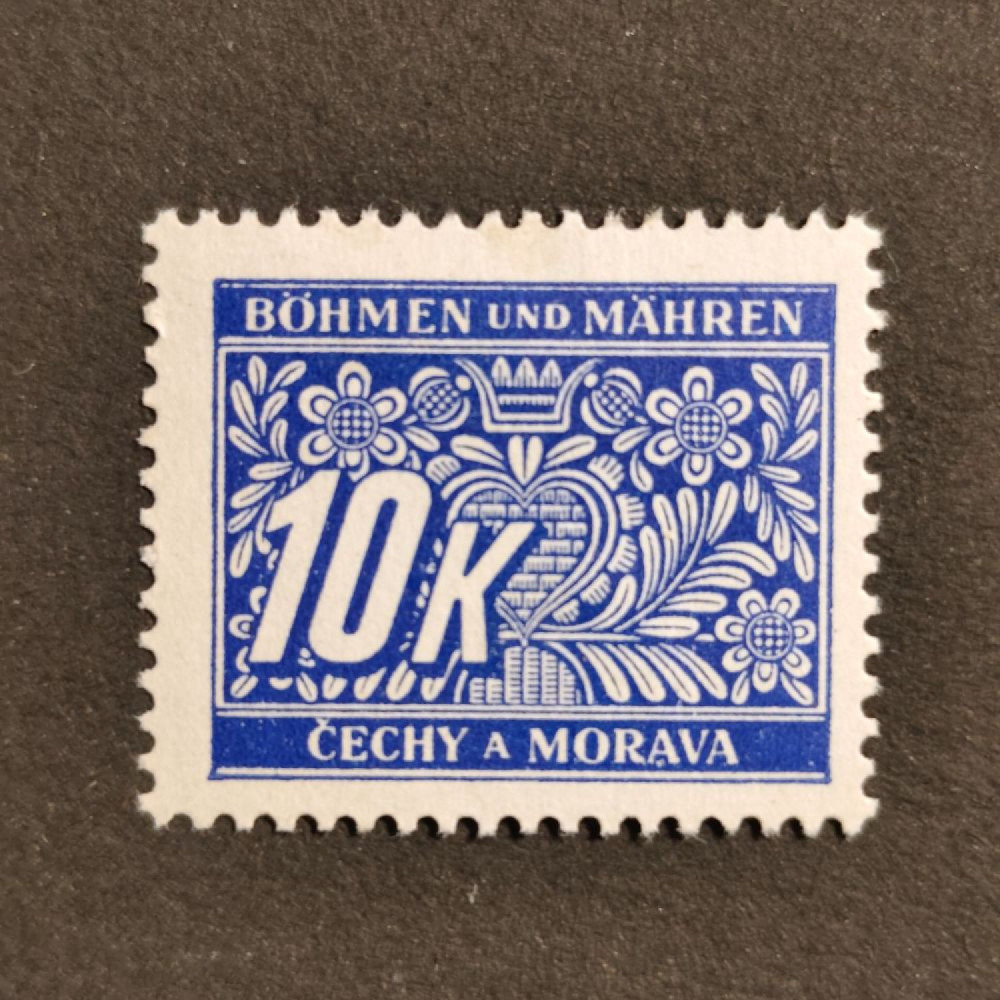 BÖHMEN UND MÄHREN
10K
ČECHY A MORAVA